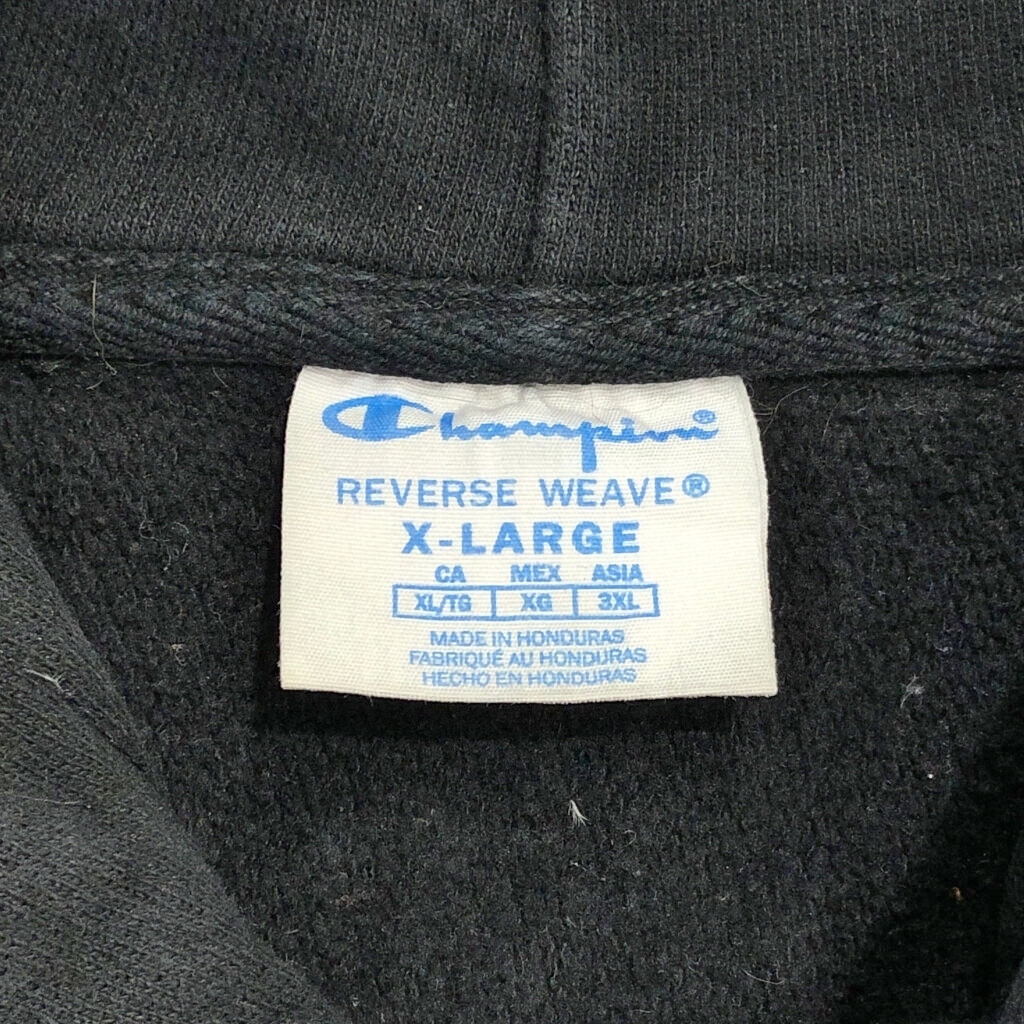 Champion®
REVERSE WEAVE®
X-LARGE
CA MEX ASIA
XL/TG XG 3XL
MADE IN HONDURAS
FABRIQUÉ AU HONDURAS
HECHO EN HONDURAS